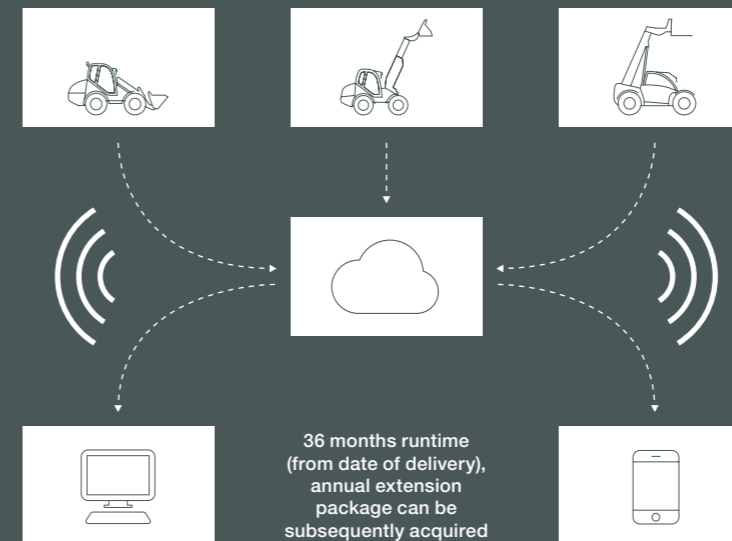 36 months runtime
(from date of delivery),
annual extension
package can be
subsequently acquired